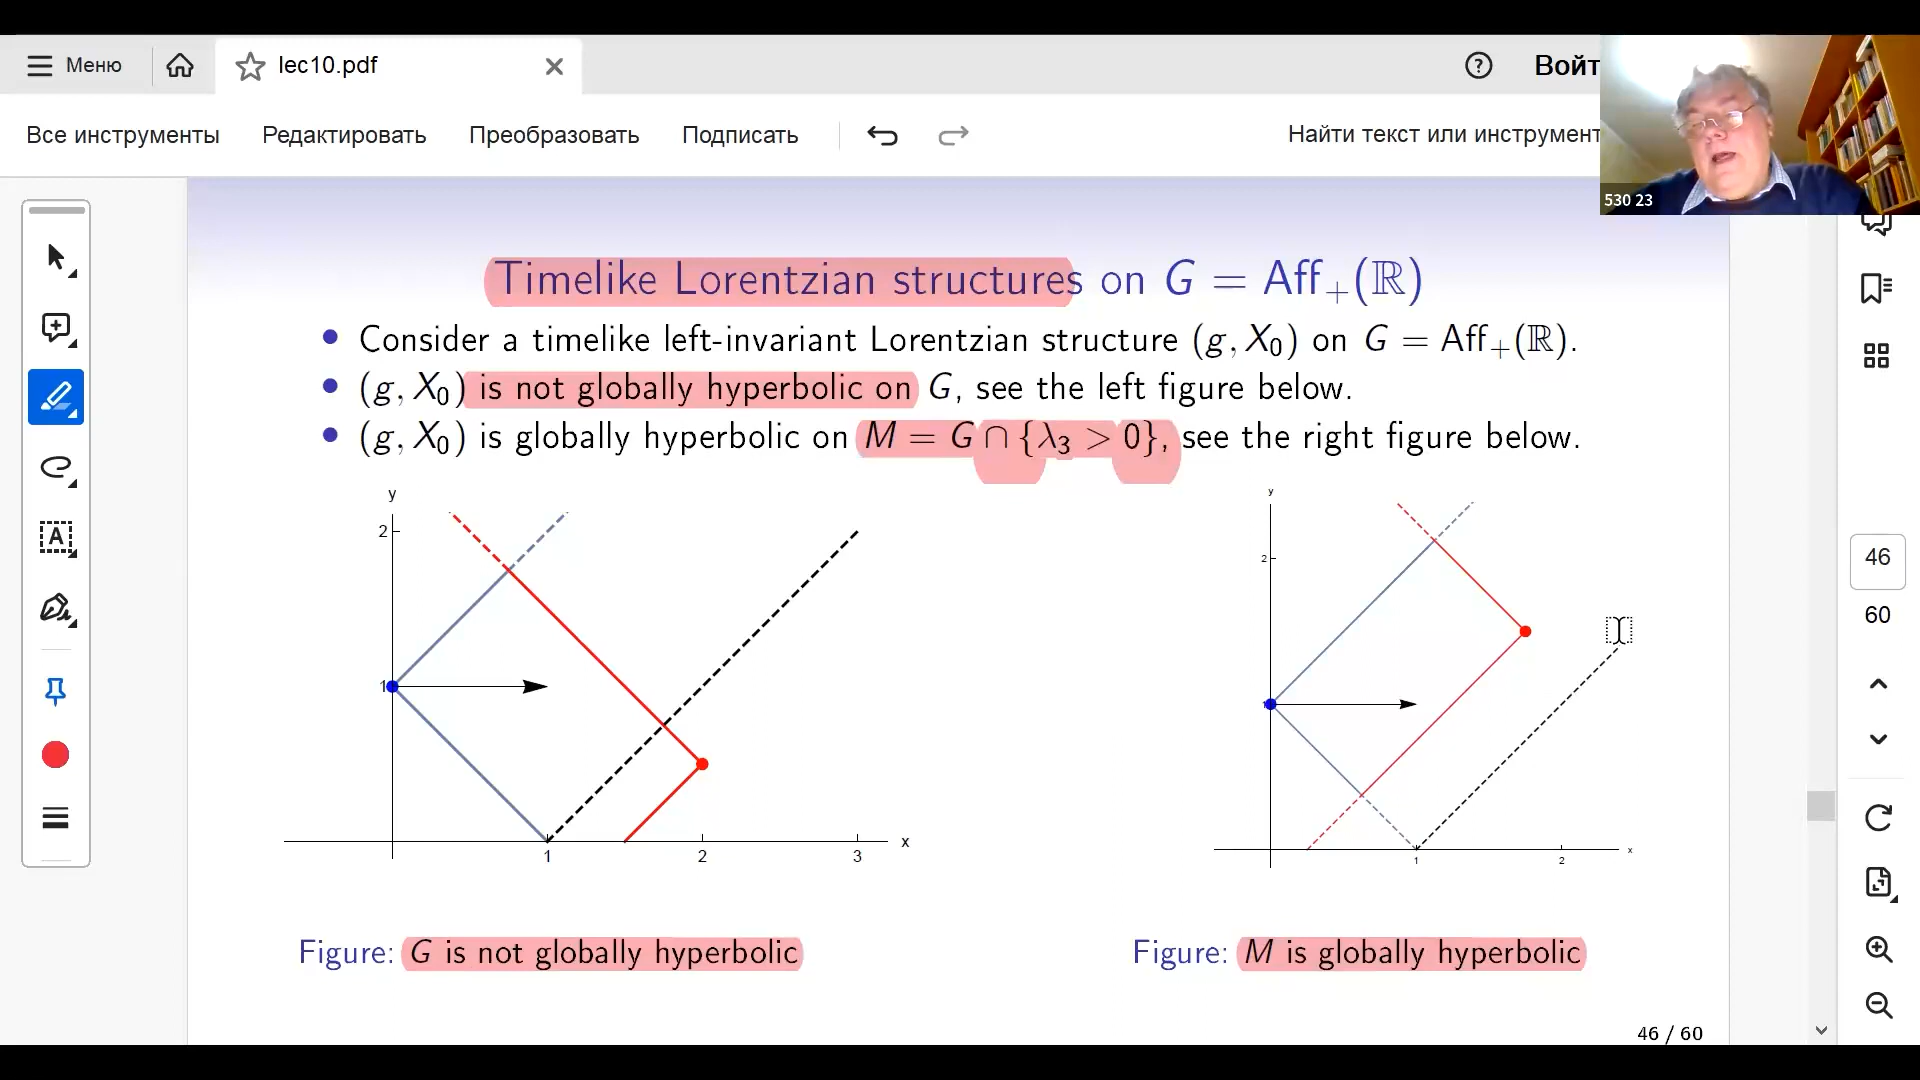 Меню
lec10.pdf
Войт
Все инструменты
Редактировать
Преобразовать
Подписать
Найти текст или инструмент
530 23
Timelike Lorentzian structures on G = Aff₊(ℝ)
• Consider a timelike left-invariant Lorentzian structure (g, X₀) on G = Aff₊(ℝ).
• (g, X₀) is not globally hyperbolic on G, see the left figure below.
• (g, X₀) is globally hyperbolic on M = G ∩ {λ₃ > 0}, see the right figure below.
y
2
1
1
2
3
x
y
2
1
2
x
Figure: G is not globally hyperbolic
Figure: M is globally hyperbolic
46 / 60
46
60